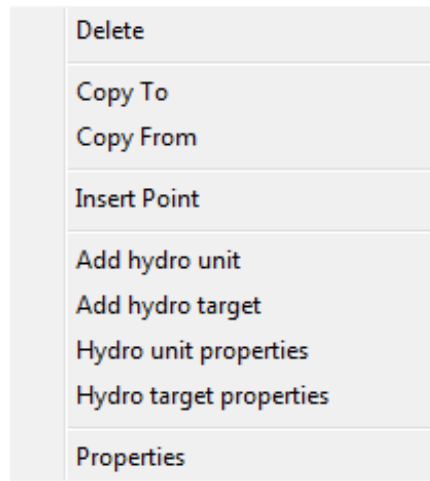 Delete
Copy To
Copy From
Insert Point
Add hydro unit
Add hydro target
Hydro unit properties
Hydro target properties
Properties